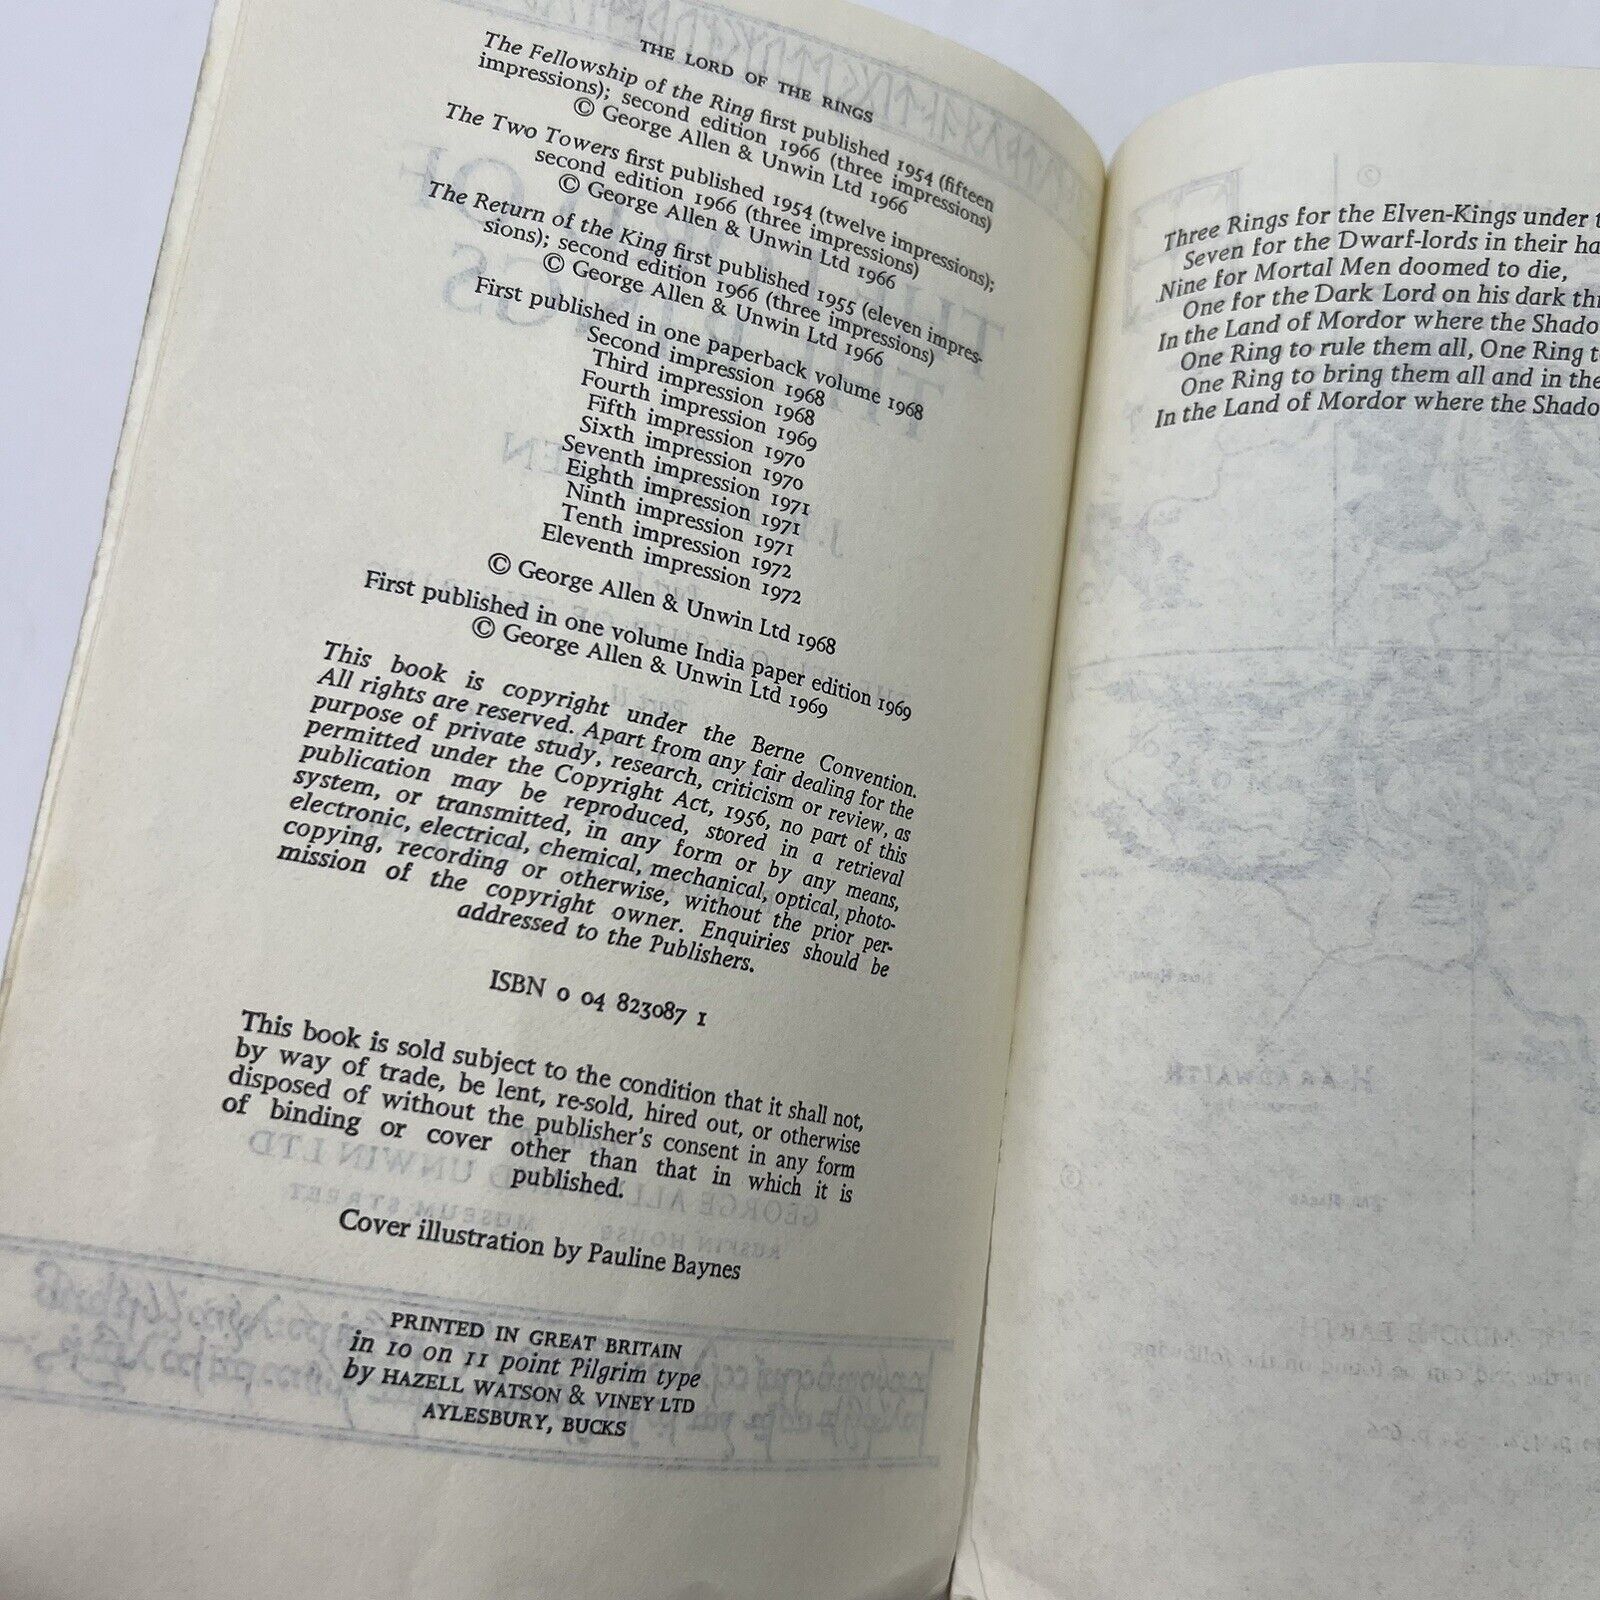 THE LORD OF THE RINGS
The Fellowship of the Ring first published 1954 (fifteen
impressions); second edition 1966 (three impressions)
© George Allen & Unwin Ltd 1966
The Two Towers first published 1954 (twelve impressions);
second edition 1966 (three impressions)
© George Allen & Unwin Ltd 1966
The Return of the King first published 1955 (eleven impres-
sions); second edition 1966 (three impressions)
© George Allen & Unwin Ltd 1966
First published in one paperback volume 1968
Second impression 1968
Third impression 1968
Fourth impression 1969
Fifth impression 1970
Sixth impression 1970
Seventh impression 1971
Eighth impression 1971
Ninth impression 1971
Tenth impression 1972
Eleventh impression 1972
© George Allen & Unwin Ltd 1968
First published in one volume India paper edition 1969
© George Allen & Unwin Ltd 1969
This book is copyright under the Berne Convention.
All rights are reserved. Apart from any fair dealing for the
purpose of private study, research, criticism or review, as
permitted under the Copyright Act, 1956, no part of this
publication may be reproduced, stored in a retrieval
system, or transmitted, in any form or by any means,
electronic, electrical, chemical, mechanical, optical, photo-
copying, recording or otherwise, without the prior per-
mission of the copyright owner. Enquiries should be
addressed to the Publishers.
ISBN 0 04 823087 1
This book is sold subject to the condition that it shall not,
by way of trade, be lent, re-sold, hired out, or otherwise
disposed of without the publisher's consent in any form
of binding or cover other than that in which it is
published.
Cover illustration by Pauline Baynes
PRINTED IN GREAT BRITAIN
in 10 on 11 point Pilgrim type
by HAZELL WATSON & VINEY LTD
AYLESBURY, BUCKS
Three Rings for the Elven-Kings under
Seven for the Dwarf-lords in their
Nine for Mortal Men doomed to die,
One for the Dark Lord on his dark
In the Land of Mordor where the
One Ring to rule them all, One Ring
One Ring to bring them all and in
In the Land of Mordor where the